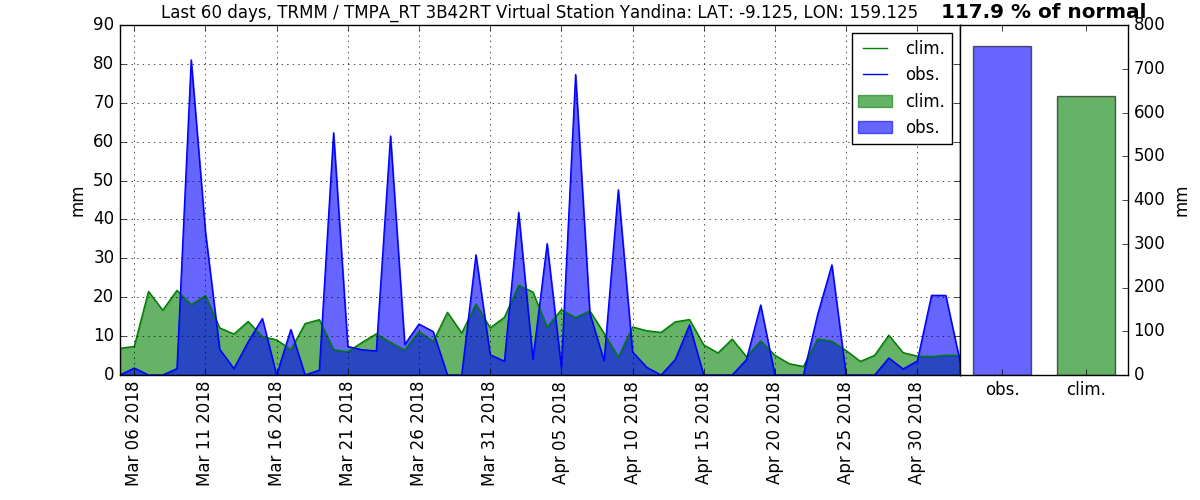 Last 60 days, TRMM / TMPA_RT 3B42RT Virtual Station Yandina: LAT: -9.125, LON: 159.125
117.9 % of normal
90
80
70
60
50
40
30
20
10
0
mm
clim.
obs.
clim.
obs.
800
700
600
500
400
300
200
100
0
mm
obs.
clim.
Mar 06 2018
Mar 11 2018
Mar 16 2018
Mar 21 2018
Mar 26 2018
Mar 31 2018
Apr 05 2018
Apr 10 2018
Apr 15 2018
Apr 20 2018
Apr 25 2018
Apr 30 2018